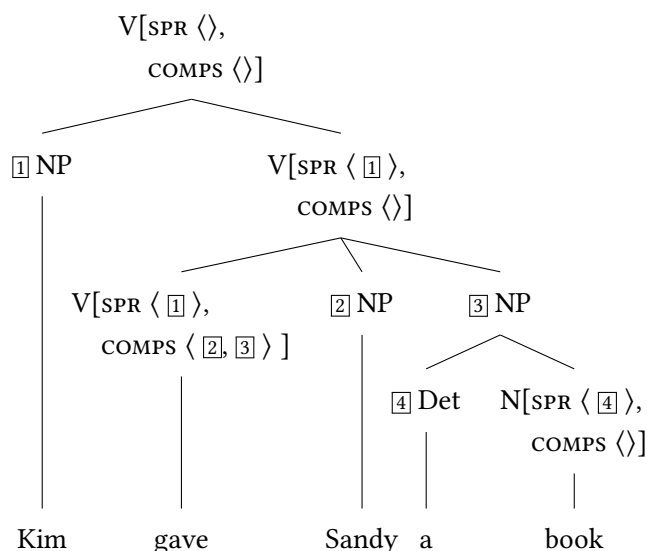 V[SPR ⟨⟩,
COMPS ⟨⟩]
1 NP V[SPR ⟨ 1 ⟩,
COMPS ⟨⟩]
V[SPR ⟨ 1 ⟩, 2 NP 3 NP
COMPS ⟨ 2, 3 ⟩ ]
4 Det N[SPR ⟨ 4 ⟩,
COMPS ⟨⟩]
Kim gave Sandy a book